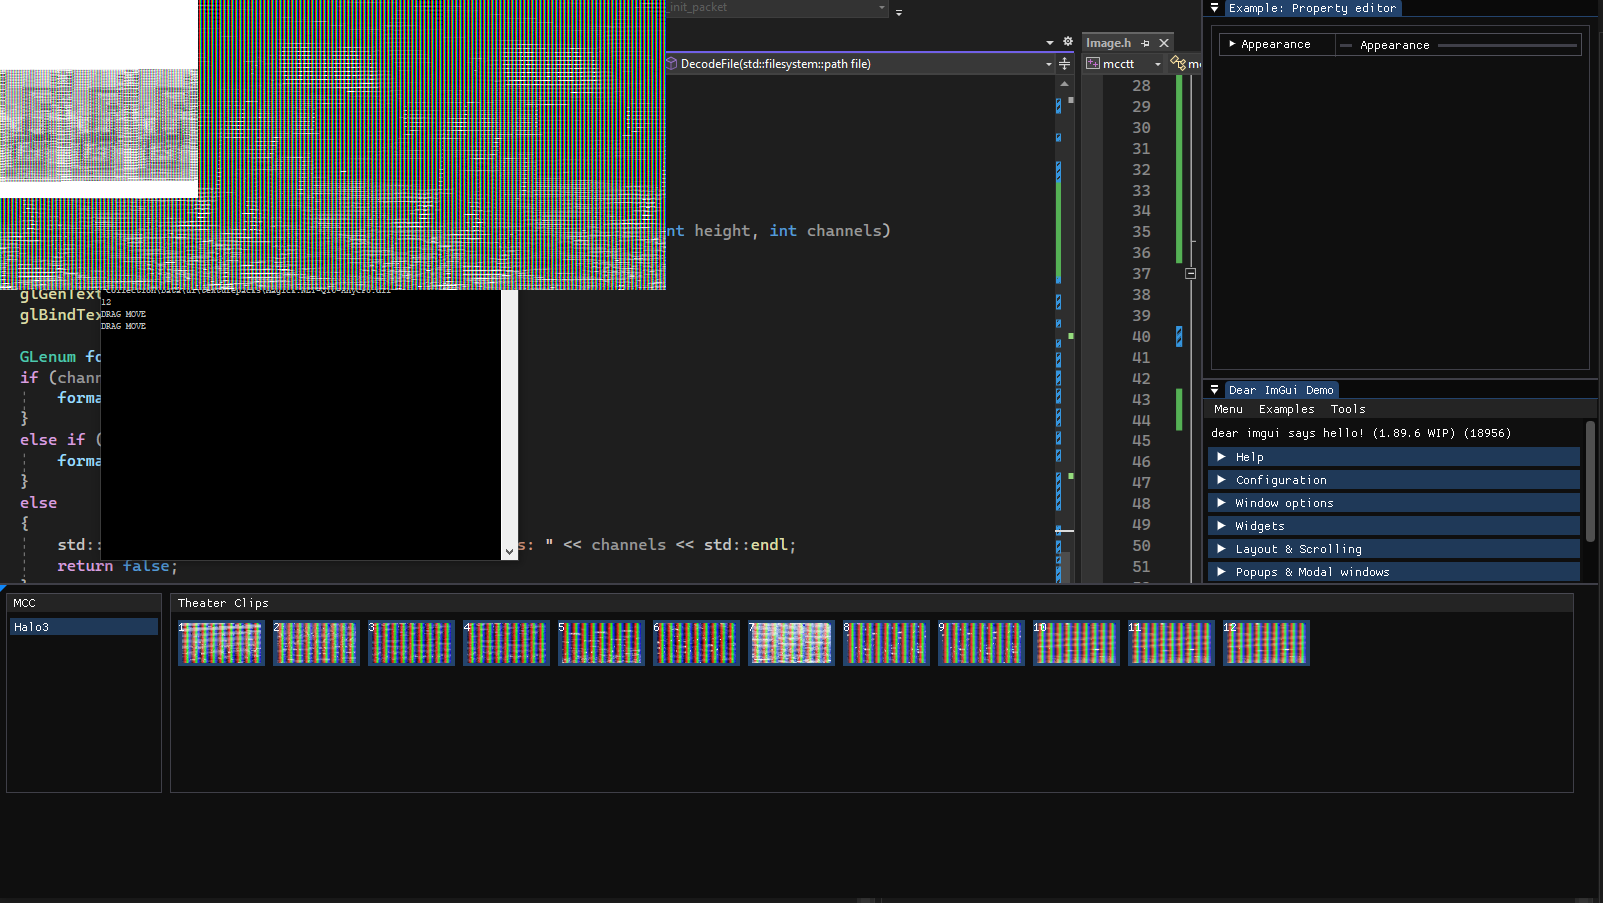 _init_packet
Image.h
DecodeFile(std::filesystem::path file)
mcctt
28
29
30
31
32
33
34
35
36
37
38
39
40
41
42
43
44
45
46
47
48
49
50
51
nt height, int channels)
glGenText
glBindTex
GLenum fo
if (chann
forma
}
else if (
forma
}
else
{
std::
s: " << channels << std::endl;
return false;
12
DRAG MOVE
DRAG MOVE
Example: Property editor
Appearance
Appearance
Dear ImGui Demo
Menu Examples Tools
dear imgui says hello! (1.89.6 WIP) (18956)
Help
Configuration
Window options
Widgets
Layout & Scrolling
Popups & Modal windows
MCC
Halo3
Theater Clips
1 2 3 4 5 6 7 8 9 10 11 12